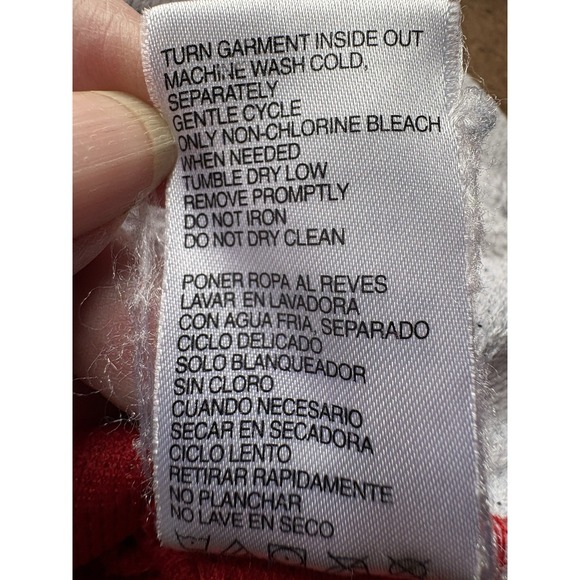 TURN GARMENT INSIDE OUT
MACHINE WASH COLD,
SEPARATELY
GENTLE CYCLE
ONLY NON-CHLORINE BLEACH
WHEN NEEDED
TUMBLE DRY LOW
REMOVE PROMPTLY
DO NOT IRON
DO NOT DRY CLEAN
PONER ROPA AL REVES
LAVAR EN LAVADORA
CON AGUA FRIA, SEPARADO
CICLO DELICADO
SOLO BLANQUEADOR
SIN CLORO
CUANDO NECESARIO
SECAR EN SECADORA
CICLO LENTO
RETIRAR RAPIDAMENTE
NO PLANCHAR
NO LAVE EN SECO